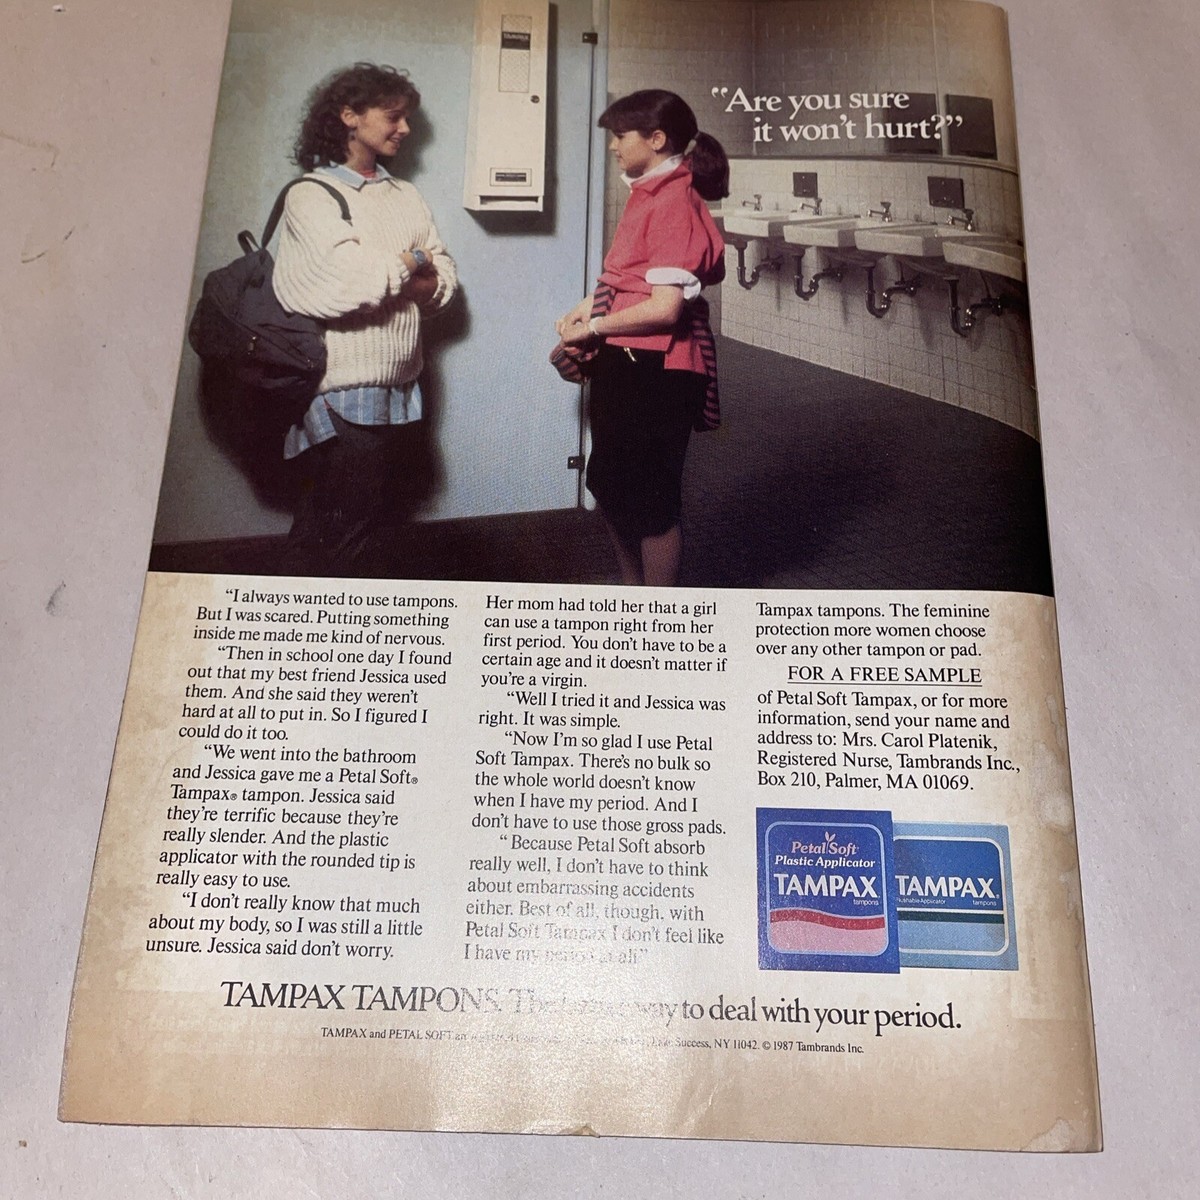 TAMPAX
“Are you sure
it won’t hurt?”
“I always wanted to use tampons.
But I was scared. Putting something
inside me made me kind of nervous.
“Then in school one day I found
out that my best friend Jessica used
them. And she said they weren’t
hard at all to put in. So I figured I
could do it too.
“We went into the bathroom
and Jessica gave me a Petal Soft®
Tampax® tampon. Jessica said
they’re terrific because they’re
really slender. And the plastic
applicator with the rounded tip is
really easy to use.
“I don’t really know that much
about my body, so I was still a little
unsure. Jessica said don’t worry.
Her mom had told her that a girl
can use a tampon right from her
first period. You don’t have to be a
certain age and it doesn’t matter if
you’re a virgin.
“Well I tried it and Jessica was
right. It was simple.
“Now I’m so glad I use Petal
Soft Tampax. There’s no bulk so
the whole world doesn’t know
when I have my period. And I
don’t have to use those gross pads.
“Because Petal Soft absorb
really well, I don’t have to think
about embarrassing accidents
either. Best of all, though, with
Petal Soft Tampax I don’t feel like
I have my period at all.”
Tampax tampons. The feminine
protection more women choose
over any other tampon or pad.
FOR A FREE SAMPLE
of Petal Soft Tampax, or for more
information, send your name and
address to: Mrs. Carol Platenik,
Registered Nurse, Tambrands Inc.,
Box 210, Palmer, MA 01069.
Petal Soft
Plastic Applicator
TAMPAX
tampons
TAMPAX®
Flushable Applicator tampons
TAMPAX TAMPONS. The way to deal with your period.
TAMPAX and PETAL SOFT Success, NY 11042. © 1987 Tambrands Inc.